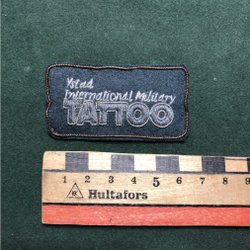 Ystad
International Military
TATTOO
1 2 3 4 5 6 7 8 9
Hultafors